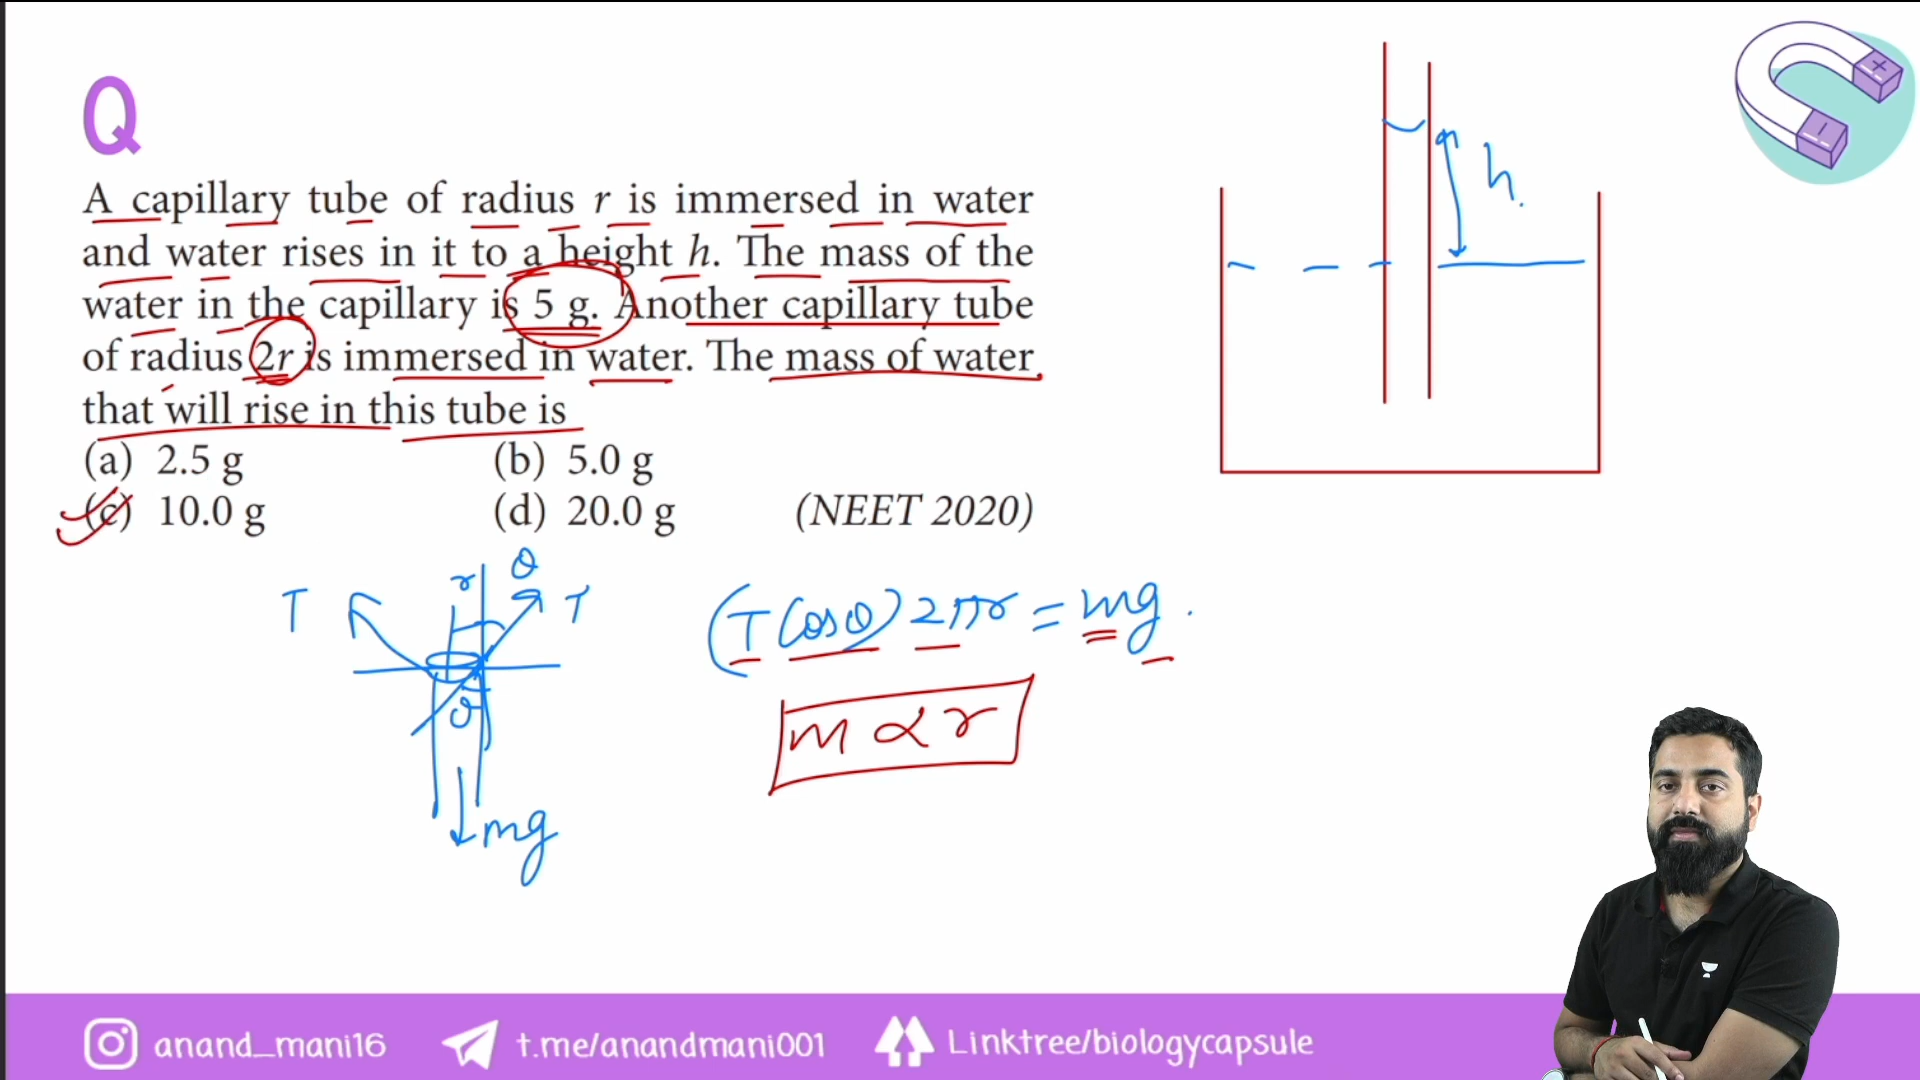 Q
A capillary tube of radius r is immersed in water
and water rises in it to a height h. The mass of the
water in the capillary is 5 g. Another capillary tube
of radius 2r is immersed in water. The mass of water
that will rise in this tube is
(a) 2.5 g (b) 5.0 g
(c) 10.0 g (d) 20.0 g (NEET 2020)
h.
+
-
T r θ T
θ
mg
(T Cosθ) 2πr = mg.
m ∝ r
anand_mani16 t.me/anandmani001 Linktree/biologycapsule